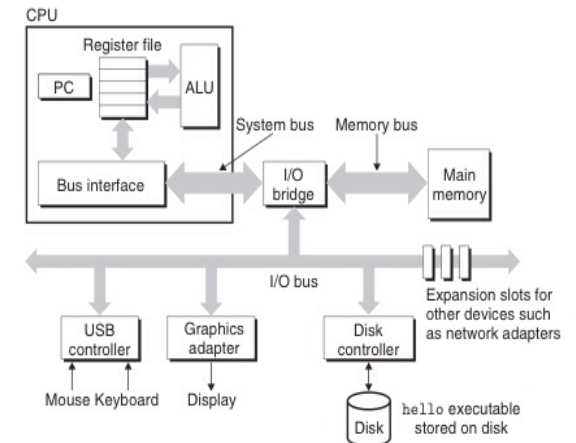 CPU
Register file
PC
ALU
System bus
Memory bus
Bus interface
I/O
bridge
Main
memory
I/O bus
Expansion slots for
other devices such
as network adapters
USB
controller
Graphics
adapter
Disk
controller
Mouse Keyboard
Display
Disk
hello executable
stored on disk